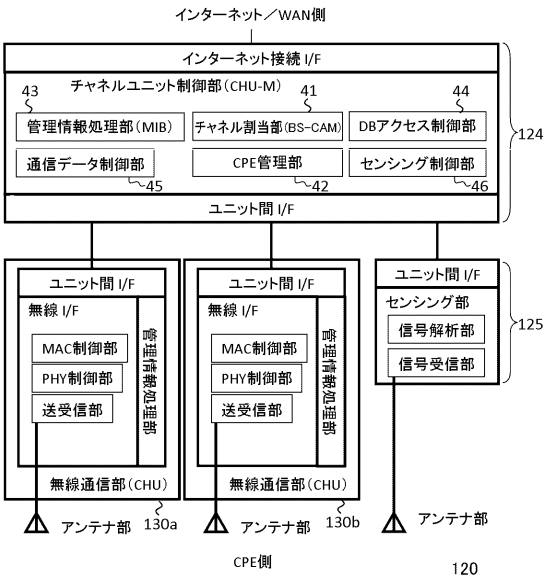 インターネット／WAN側
インターネット接続 I/F
チャネルユニット制御部(CHU-M)
43
41
44
管理情報処理部(MIB)
チャネル割当部(BS-CAM)
DBアクセス制御部
124
通信データ制御部
CPE管理部
センシング制御部
45
42
46
ユニット間 I/F
ユニット間 I/F
無線 I/F
MAC制御部
PHY制御部
送受信部
管理情報処理部
無線通信部(CHU)
130a
アンテナ部
ユニット間 I/F
無線 I/F
MAC制御部
PHY制御部
送受信部
管理情報処理部
無線通信部(CHU)
130b
アンテナ部
ユニット間 I/F
センシング部
信号解析部
信号受信部
125
アンテナ部
CPE側
120